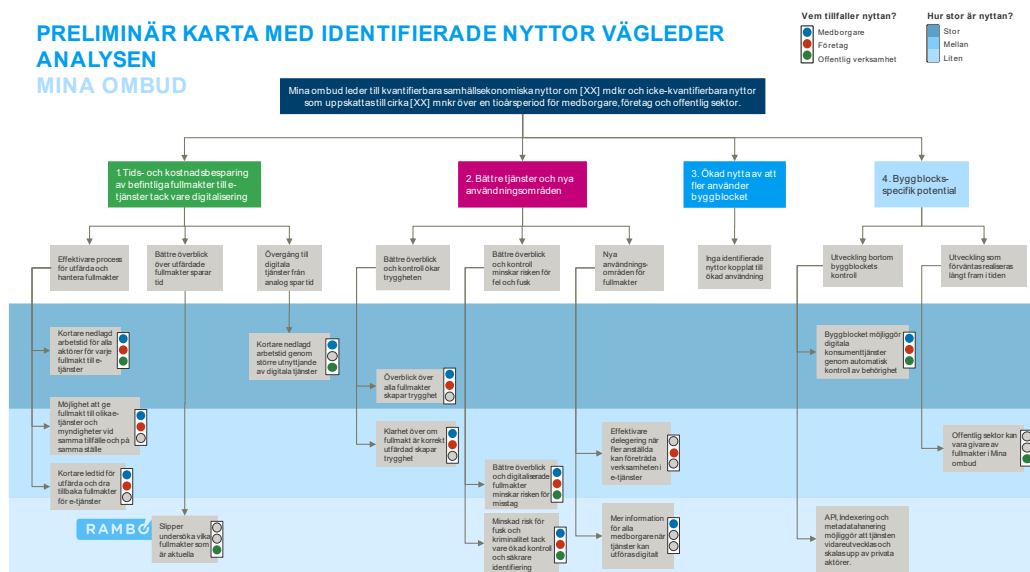 PRELIMINÄR KARTA MED IDENTIFIERADE NYTTOR VÄGLEDER
ANALYSEN
MINA OMBUD
Vem tillfaller nyttan?
Medborgare
Företag
Offentlig verksamhet
Hur stor är nyttan?
Stor
Mellan
Liten
Mina ombud leder till kvantifierbara samhällsekonomiska nyttor om [XX] mdkr och icke-kvantifierbara nyttor
som uppskattas till cirka [XX] mnkr över en tioårsperiod för medborgare, företag och offentlig sektor.
1. Tids- och kostnadsbesparing
av befintliga fullmakter till e-
tjänster tack vare digitalisering
2. Bättre tjänster och nya
användningsområden
3. Ökad nytta av att
fler använder
byggblocket
4. Byggblocks-
specifik potential
Effektivare process
för utfärda och
hantera fullmakter
Bättre överblick
över utfärdade
fullmakter sparar
tid
Övergång till
digitala
tjänster från
analog spar tid
Bättre överblick
och kontroll ökar
tryggheten
Bättre överblick
och kontroll
minskar risken för
fel och fusk
Nya
användnings-
områden för
fullmakter
Inga identifierade
nyttor kopplat till
ökad användning
Utveckling bortom
byggblockets
kontroll
Utveckling som
förväntas realiseras
långt fram i tiden
Kortare nedlagd
arbetstid för alla
aktörer för varje
fullmakt till e-
tjänster
Kortare nedlagd
arbetstid genom
större utnyttjande
av digitala tjänster
Överblick över
alla fullmakter
skapar trygghet
Byggblocket möjliggör
digitala
konsumenttjänster
genom automatisk
kontroll av behörighet
Möjlighet att ge
fullmakt till olika e-
tjänster och
myndigheter vid
samma tillfälle och på
samma ställe
Klarhet över om
fullmakt är korrekt
utfärdad skapar
trygghet
Effektivare
delegering när
fler anställda
kan företräda
verksamheten i
e-tjänster
Offentlig sektor kan
vara givare av
fullmakter i Mina
ombud
Kortare ledtid för
utfärda och dra
tillbaka fullmakter
för e-tjänster
Bättre överblick
och digitaliserade
fullmakter
minskar risken för
misstag
RAMBO
Slipper
undersöka vilka
fullmakter som
är aktuella
Minskad risk för
fusk och
kriminalitet tack
vare ökad kontroll
och säkrare
identifiering
Mer information
för alla
medborgare när
tjänster kan
utföras digitalt
API, Indexering och
metadatahanering
möjliggör att tjänsten
vidareutvecklas och
skalas upp av privata
aktörer.